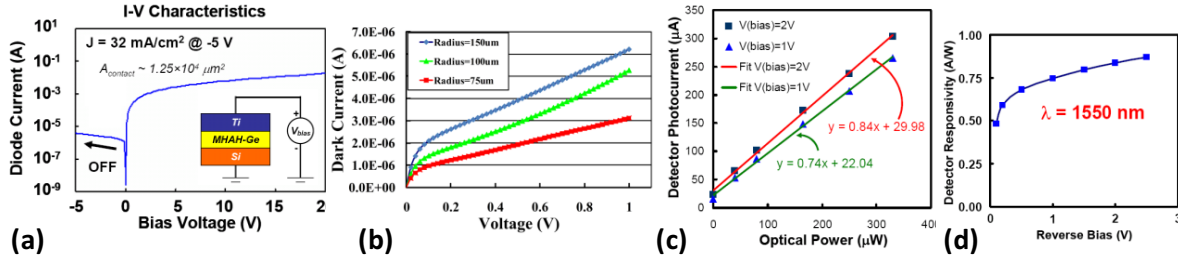 I-V Characteristics
J = 32 mA/cm² @ -5 V
A_contact ~ 1.25×10⁴ μm²
Diode Current (A)
10¹
10⁻¹
10⁻³
10⁻⁵
10⁻⁷
10⁻⁹
OFF
Ti
MHAH-Ge
Si
+
V_bias
-
-5
0
5
10
15
20
Bias Voltage (V)
(a)
Dark Current (A)
7.0E-06
6.0E-06
5.0E-06
4.0E-06
3.0E-06
2.0E-06
1.0E-06
0.0E+00
Radius=150um
Radius=100um
Radius=75um
0
0.2
0.4
0.6
0.8
1
Voltage (V)
(b)
Detector Photocurrent (μA)
350
300
250
200
150
100
50
0
V(bias)=2V
V(bias)=1V
Fit V(bias)=2V
Fit V(bias)=1V
y = 0.84x + 29.98
y = 0.74x + 22.04
0
80
160
240
320
400
Optical Power (μW)
(c)
Detector Responsivity (A/W)
1.00
0.75
0.50
0.25
0.00
λ = 1550 nm
0
1
2
3
Reverse Bias (V)
(d)